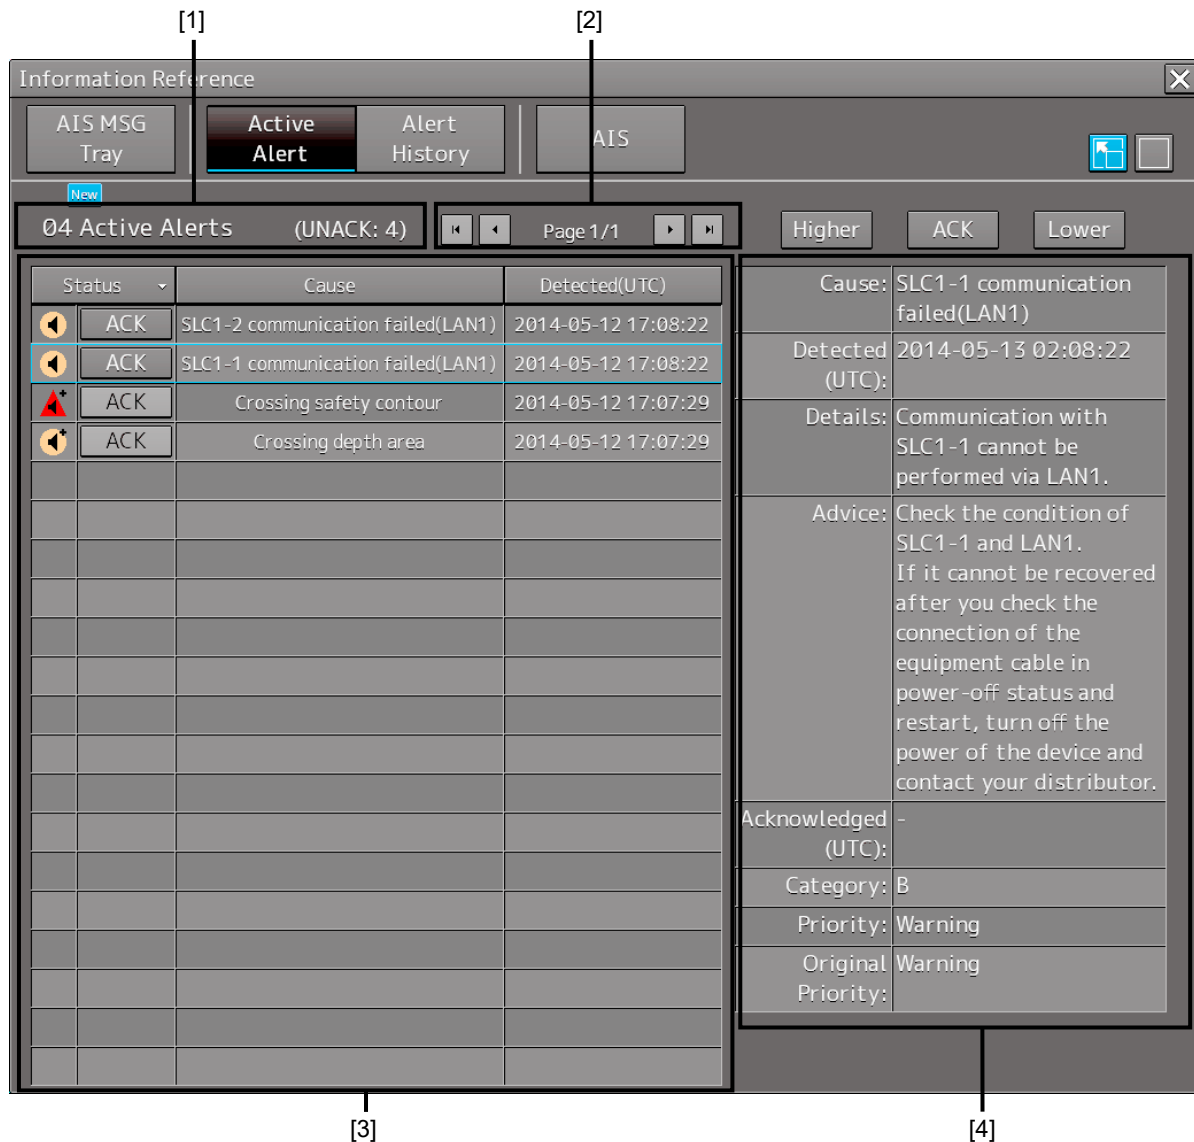 [1]
[2]
Information Reference
AIS MSG
Tray
Active
Alert
Alert
History
AIS
New
04 Active Alerts (UNACK: 4)
Page 1/1
Higher
ACK
Lower
Status Cause Detected(UTC)
ACK SLC1-2 communication failed(LAN1) 2014-05-12 17:08:22
ACK SLC1-1 communication failed(LAN1) 2014-05-12 17:08:22
ACK Crossing safety contour 2014-05-12 17:07:29
ACK Crossing depth area 2014-05-12 17:07:29
Cause: SLC1-1 communication
failed(LAN1)
Detected 2014-05-13 02:08:22
(UTC):
Details: Communication with
SLC1-1 cannot be
performed via LAN1.
Advice: Check the condition of
SLC1-1 and LAN1.
If it cannot be recovered
after you check the
connection of the
equipment cable in
power-off status and
restart, turn off the
power of the device and
contact your distributor.
Acknowledged -
(UTC):
Category: B
Priority: Warning
Original Warning
Priority:
[3]
[4]